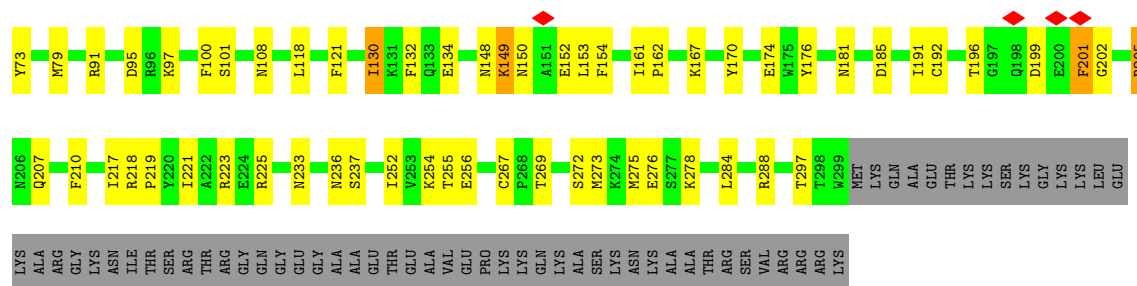 Y73 M79 R91 D95 R96 K97 F100 S101 N108 L118 F121 I130 K131 F132 Q133 E134 N148 K149 N150 A151 E152 L153 F154 I161 P162 K167 Y170 E174 W175 Y176 N181 D185 I191 C192 T196 G197 Q198 D199 E200 F201 G202
N206 Q207 F210 I217 R218 P219 Y220 I221 A222 R223 E224 R225 N233 N236 S237 I252 V253 K254 T255 E256 C267 P268 T269 S272 M273 K274 M275 E276 S277 K278 L284 R288 T297 T298 W299 MET LYS GLN ALA GLU THR LYS LYS SER LYS GLY LYS LYS LEU GLU
LYS ALA ARG GLY LYS ASN ILE THR SER ARG THR ARG GLY GLN GLY GLU GLY ALA ALA GLU THR GLU ALA VAL GLU PRO LYS LYS GLN LYS ALA SER LYS ASN LYS ALA ALA THR ARG SER VAL ARG ARG ARG LYS